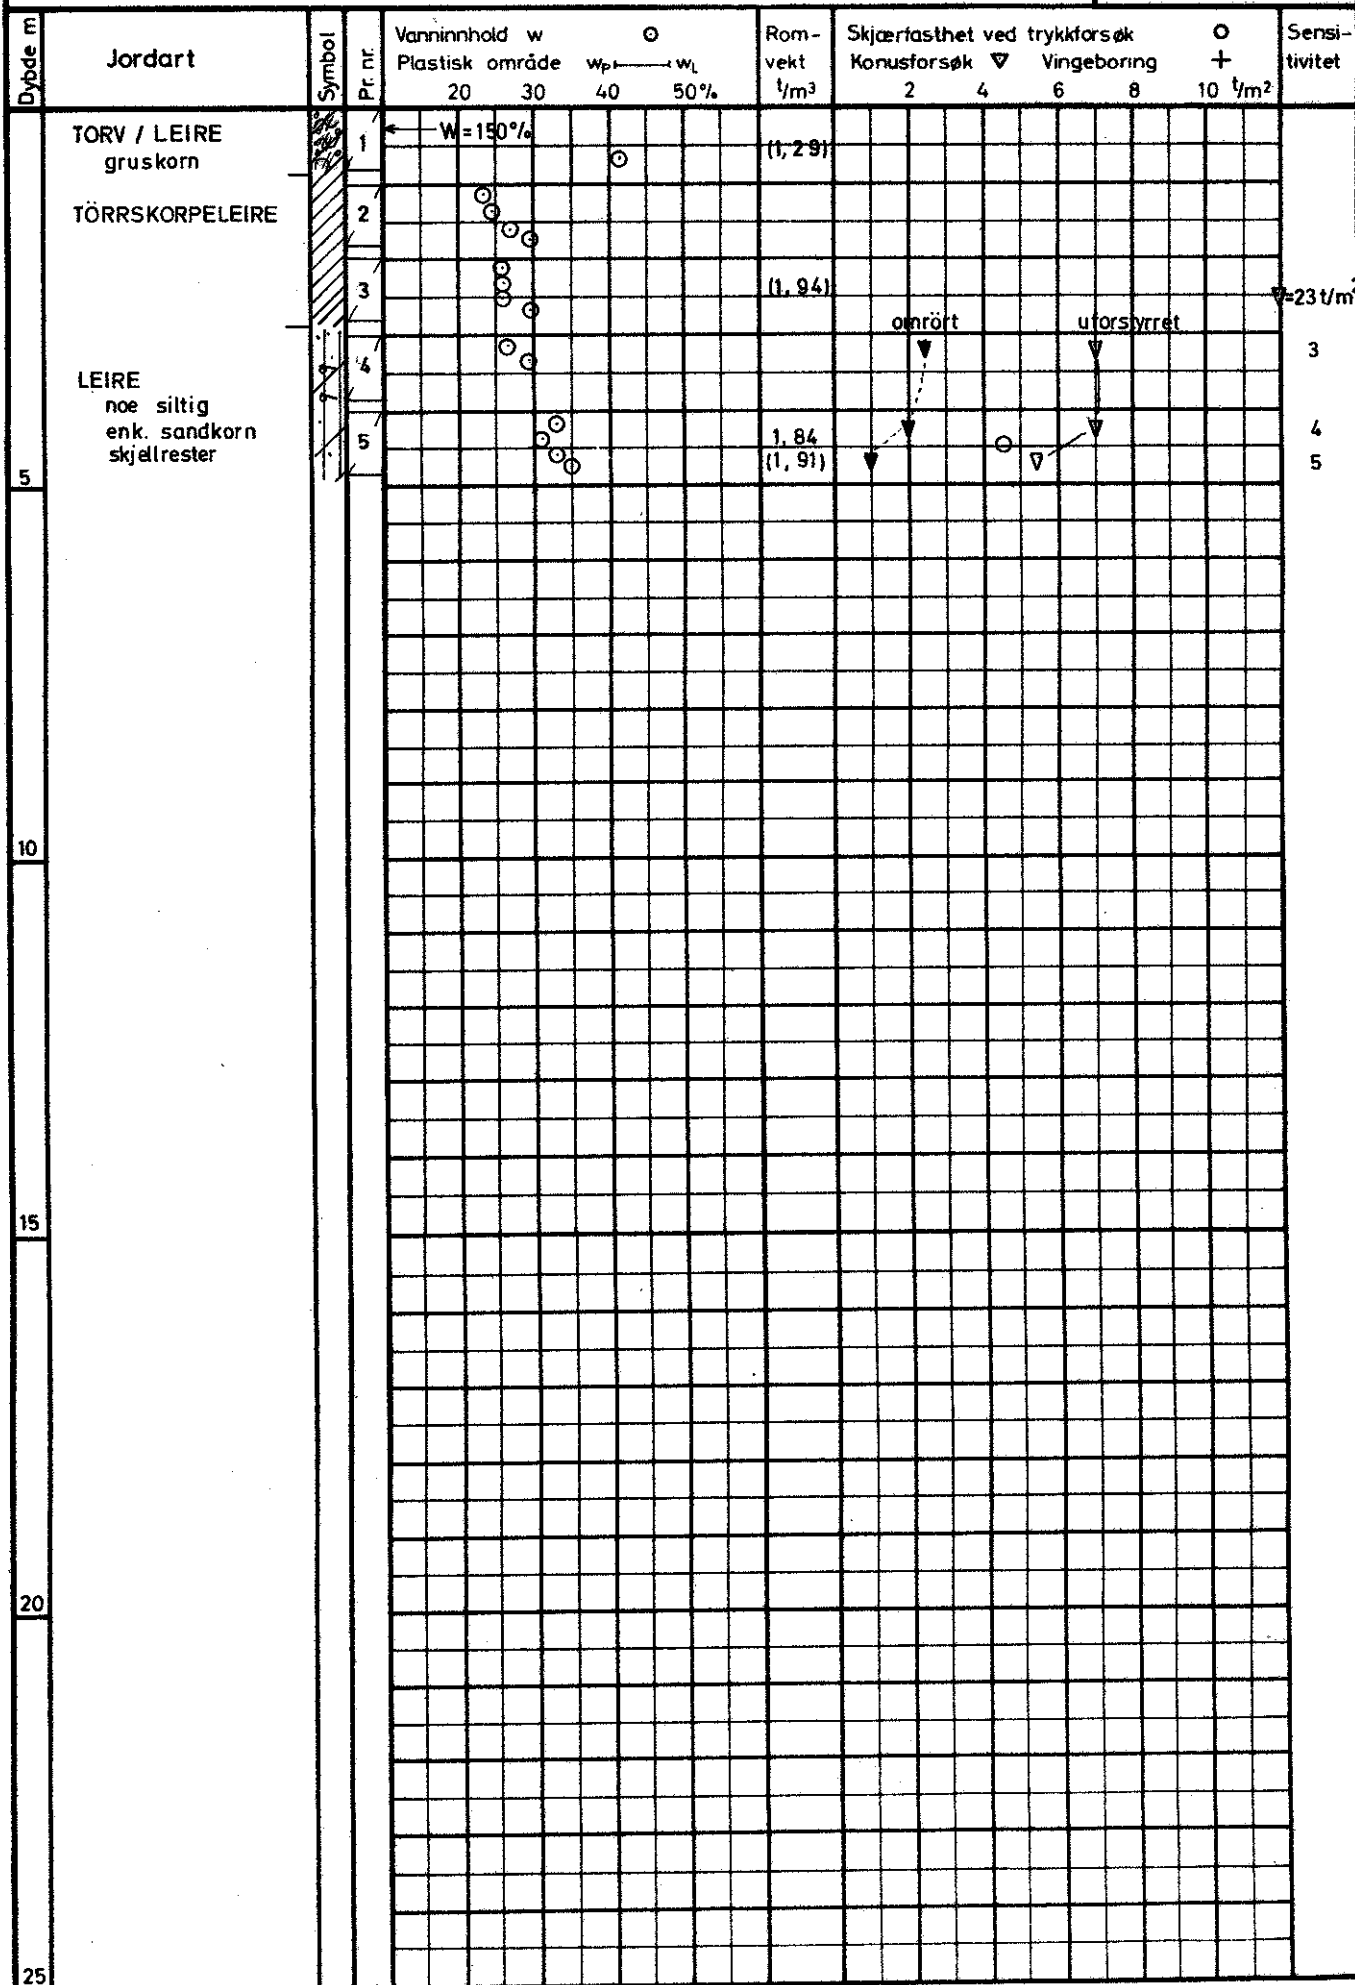 Dybde m
Jordart
Symbol
Pr. nr.
Vanninnhold w
Plastisk område wP wL
20 30 40 50%
Rom-
vekt
t/m³
Skjærfasthet ved trykkforsøk
Konusforsøk Vingeboring +
2 4 6 8 10 t/m²
Sensi-
tivitet
TORV / LEIRE
gruskorn
1
W = 150%
(1,29)
TÖRRSKORPELEIRE
2
3
(1,94)
=23 t/m²
omrört
uforstyrret
4
3
LEIRE
noe siltig
enk. sandkorn
skjellrester
5
1,84
(1,91)
4
5
5
10
15
20
25